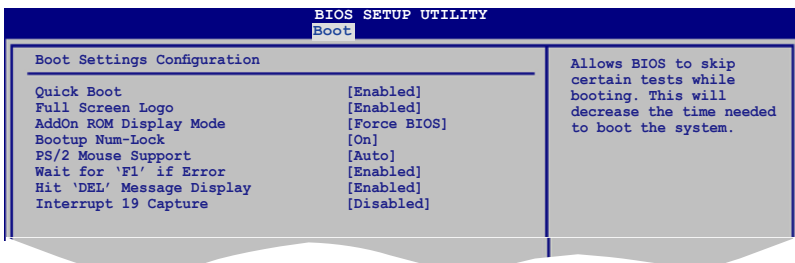 BIOS SETUP UTILITY
Boot
Boot Settings Configuration
Quick Boot [Enabled]
Full Screen Logo [Enabled]
AddOn ROM Display Mode [Force BIOS]
Bootup Num-Lock [On]
PS/2 Mouse Support [Auto]
Wait for ‘F1’ if Error [Enabled]
Hit ‘DEL’ Message Display [Enabled]
Interrupt 19 Capture [Disabled]
Allows BIOS to skip
certain tests while
booting. This will
decrease the time needed
to boot the system.